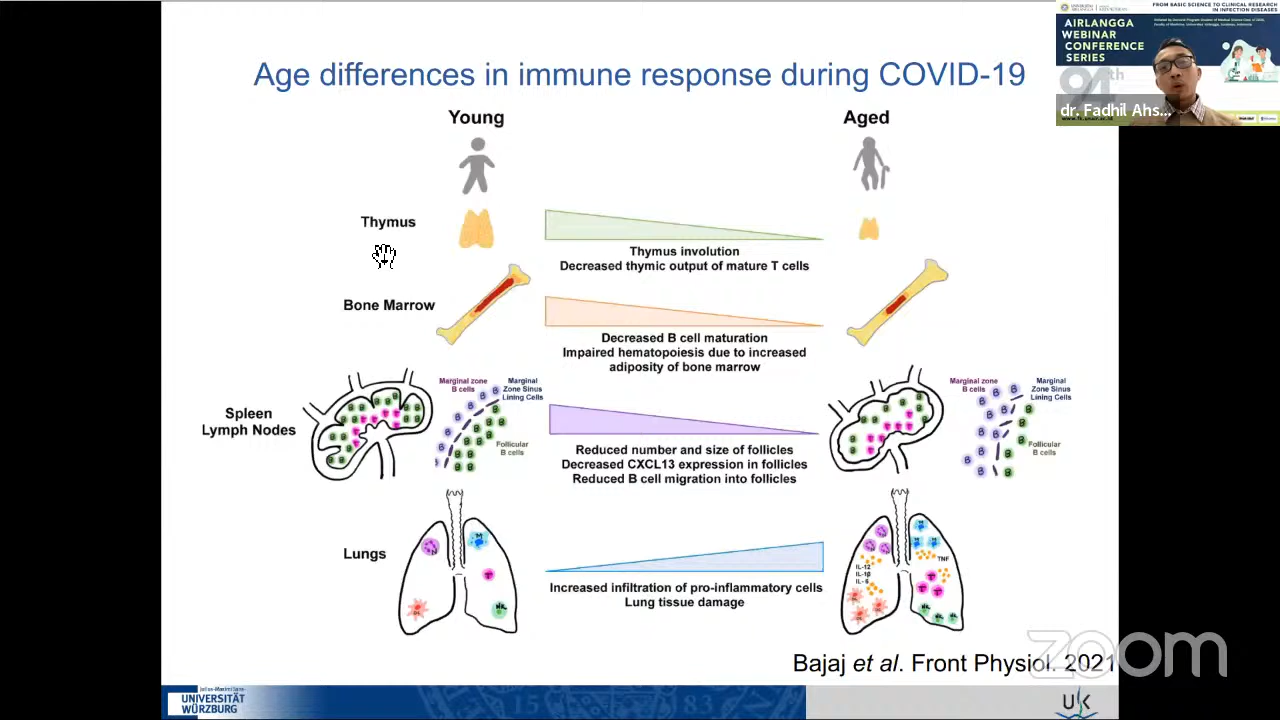 Age differences in immune response during COVID-19
Young
Aged
Thymus
Thymus involution
Decreased thymic output of mature T cells
Bone Marrow
Decreased B cell maturation
Impaired hematopoiesis due to increased
adiposity of bone marrow
Spleen
Lymph Nodes
Marginal zone
B cells
Marginal
Zone Sinus
Lining Cells
Follicular
B cells
Reduced number and size of follicles
Decreased CXCL13 expression in follicles
Reduced B cell migration into follicles
Marginal zone
B cells
Marginal
Zone Sinus
Lining Cells
Follicular
B cells
Lungs
Increased infiltration of pro-inflammatory cells
Lung tissue damage
IL-12
IL-1β
IL-6
TNF
Bajaj et al. Front Physiol. 2021
zoom
Julius-Maximilians-
UNIVERSITÄT
WÜRZBURG
UK
FROM BASIC SCIENCE TO CLINICAL RESEARCH
IN INFECTION DISEASES
AIRLANGGA
WEBINAR
CONFERENCE
SERIES
94th
dr. Fadhil Ahs...